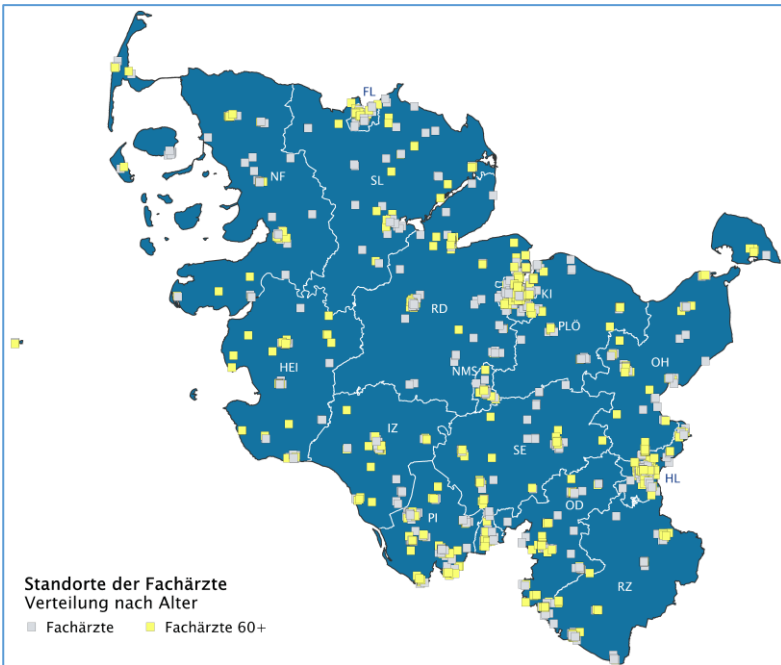 FL
NF
SL
KI
RD
PLÖ
OH
HEI
NMS
IZ
SE
HL
OD
PI
RZ
Standorte der Fachärzte
Verteilung nach Alter
Fachärzte Fachärzte 60+